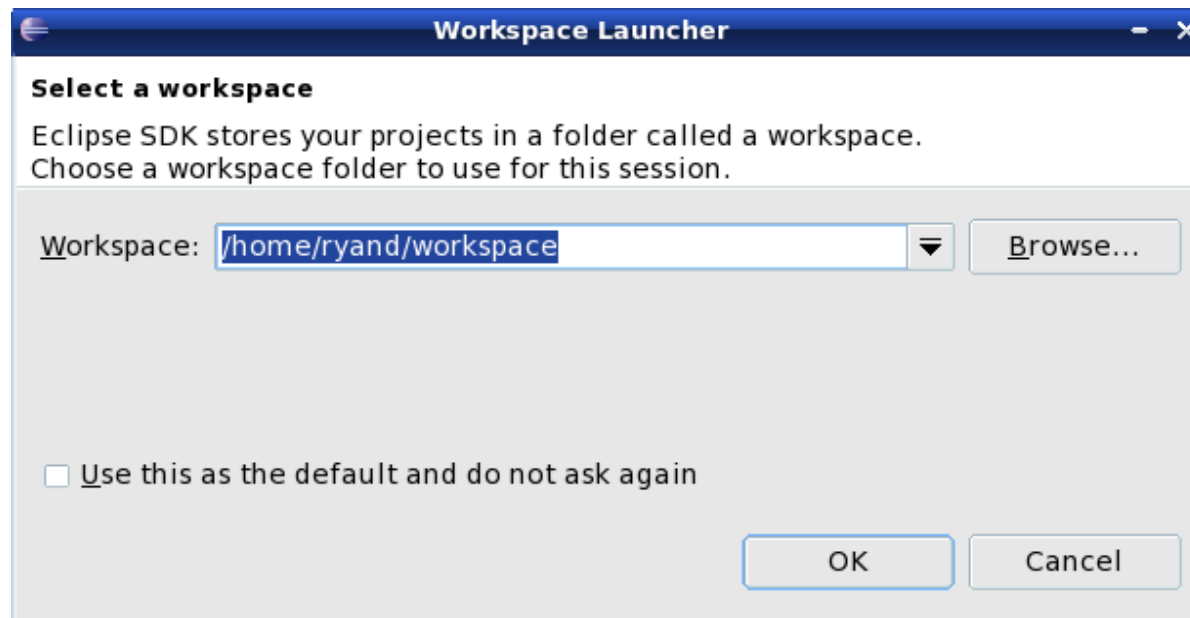 Workspace Launcher
Select a workspace
Eclipse SDK stores your projects in a folder called a workspace.
Choose a workspace folder to use for this session.
Workspace: /home/ryand/workspace Browse...
Use this as the default and do not ask again
OK Cancel